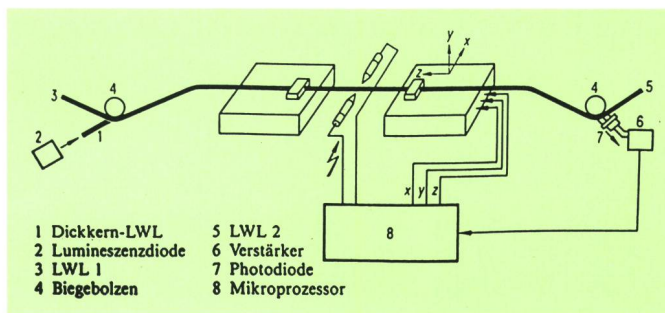 y
x
z
4
3
1
2
4
5
6
7
x y z
8
1 Dickkern-LWL
2 Lumineszenzdiode
3 LWL 1
4 Biegebolzen
5 LWL 2
6 Verstärker
7 Photodiode
8 Mikroprozessor